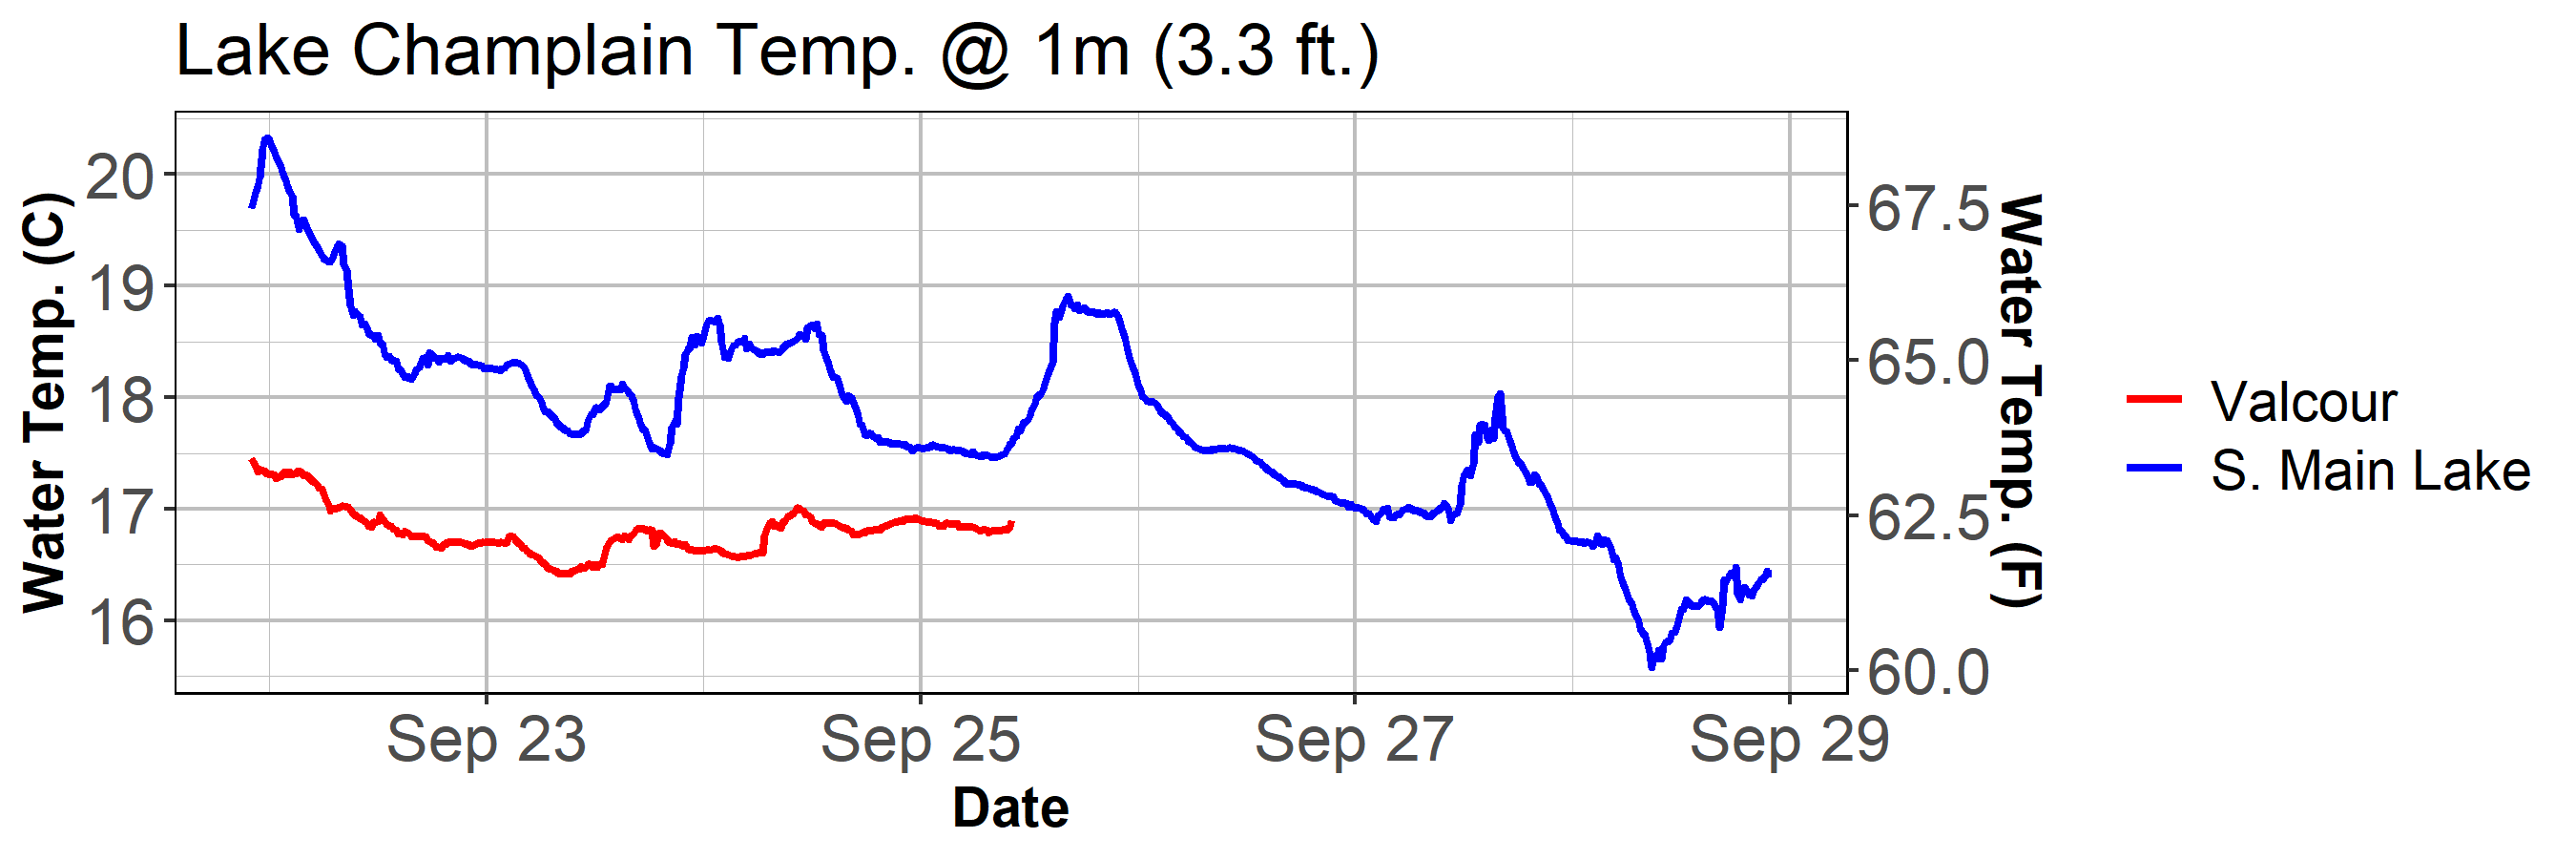 Lake Champlain Temp. @ 1m (3.3 ft.)
Water Temp. (C)
20
19
18
17
16
67.5
65.0
62.5
60.0
Water Temp. (F)
Sep 23
Sep 25
Sep 27
Sep 29
Date
Valcour
S. Main Lake